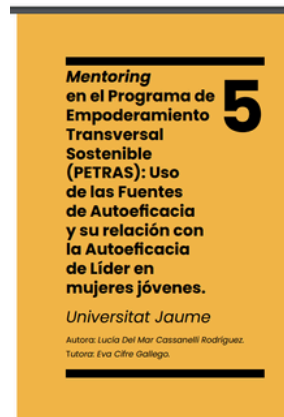 Mentoring
en el Programa de
Empoderamiento
Transversal
Sostenible
(PETRAS): Uso
de las Fuentes
de Autoeficacia
y su relación con
la Autoeficacia
de Líder en
mujeres jóvenes.
5
Universitat Jaume
Autora: Lucía Del Mar Cassanelli Rodríguez.
Tutora: Eva Cifre Gallego.